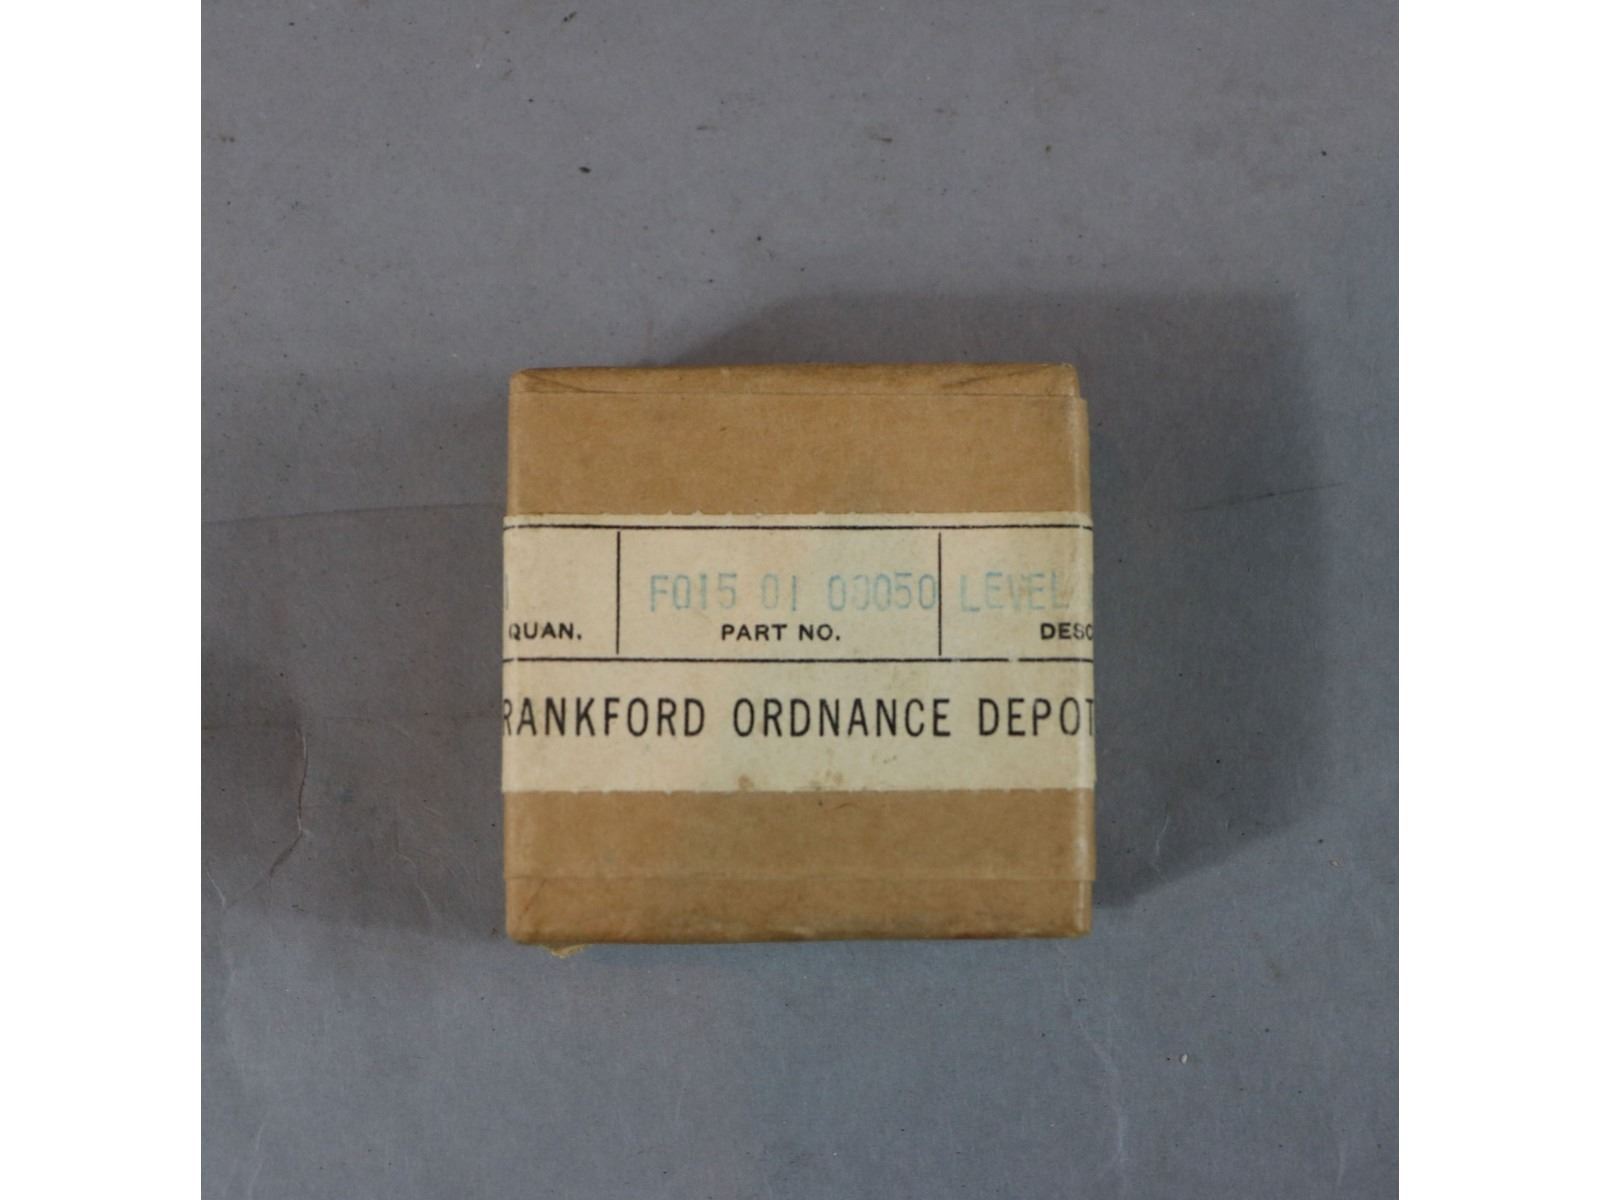 F015 01 00050 LEVEL
QUAN. PART NO. DESC
RANKFORD ORDNANCE DEPOT